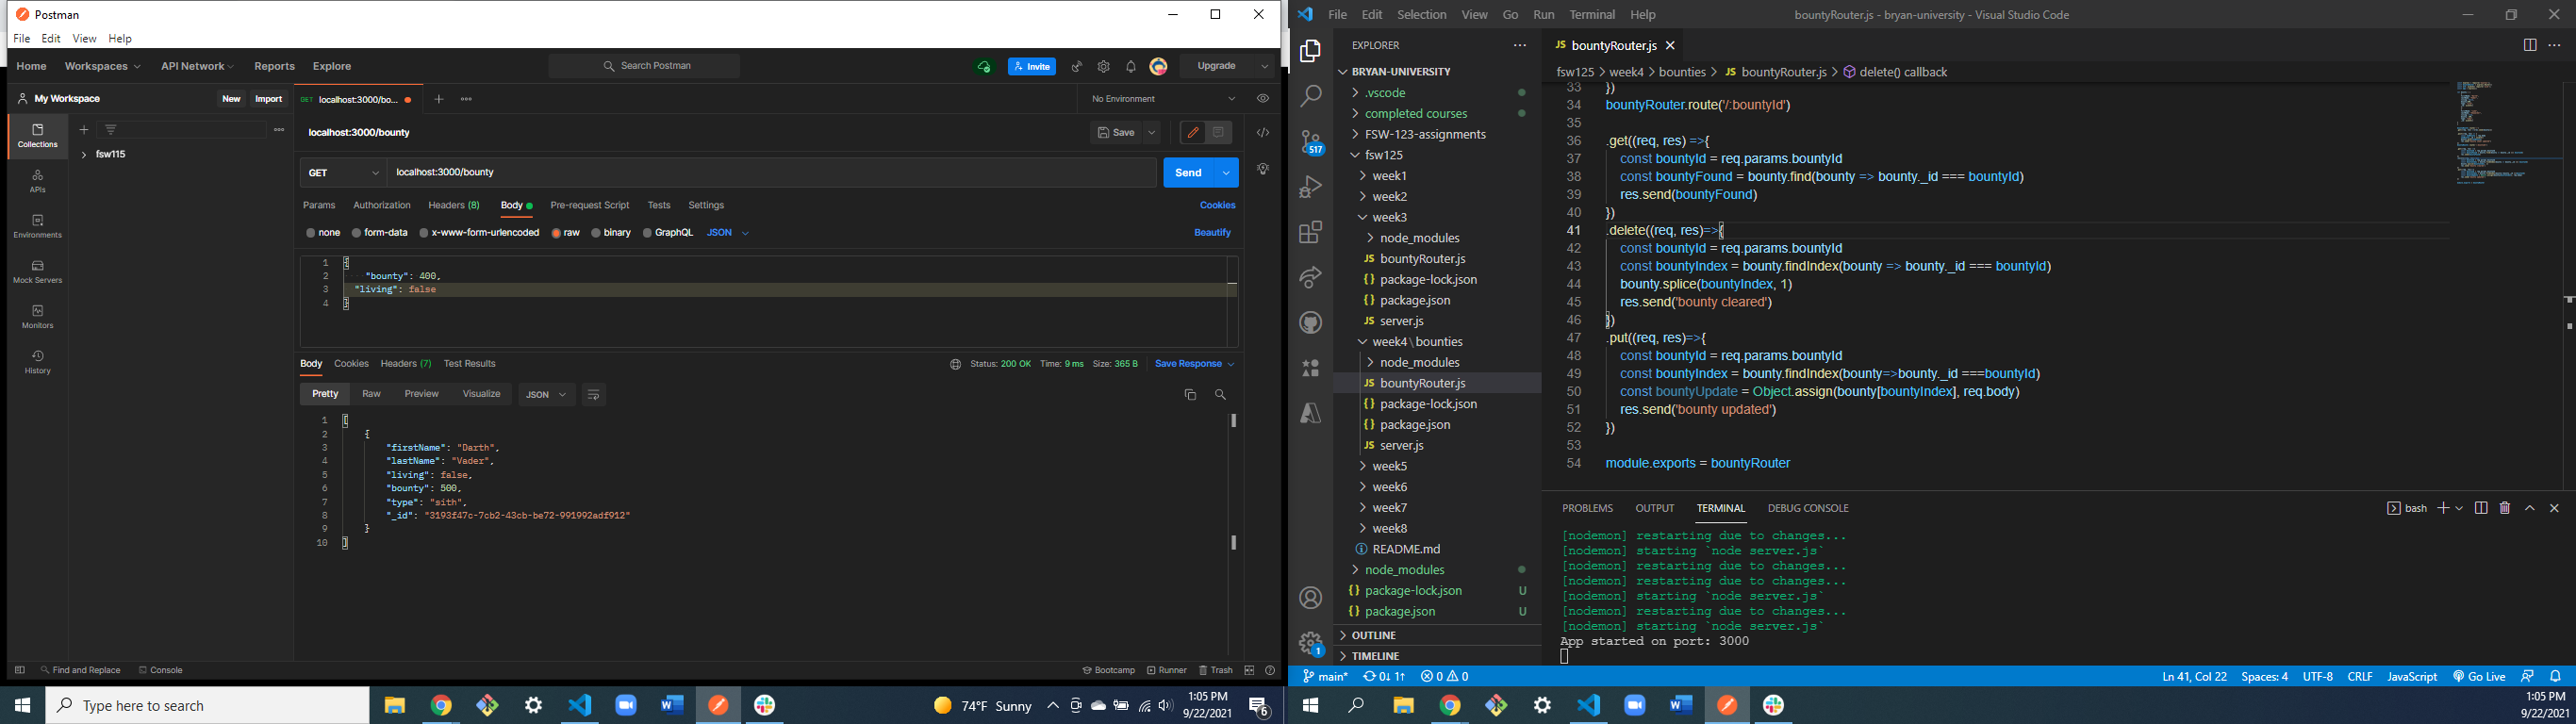 Postman
File Edit View Help
Home Workspaces API Network Reports Explore Search Postman Invite Upgrade
My Workspace New Import GET localhost:3000/bo... No Environment
Collections
fsw115
APIs
Environments
Mock Servers
Monitors
History
localhost:3000/bounty Save
GET localhost:3000/bounty Send
Params Authorization Headers (8) Body Pre-request Script Tests Settings Cookies
none form-data x-www-form-urlencoded raw binary GraphQL JSON Beautify
1 {
2 "bounty": 400,
3 "living": false
4 }
Body Cookies Headers (7) Test Results Status: 200 OK Time: 9 ms Size: 365 B Save Response
Pretty Raw Preview Visualize JSON
1 [
2 {
3 "firstName": "Darth",
4 "lastName": "Vader",
5 "living": false,
6 "bounty": 500,
7 "type": "sith",
8 "_id": "3193f47c-7cb2-43cb-be72-991992adf912"
9 }
10 ]
Find and Replace Console Bootcamp Runner Trash
Type here to search 74°F Sunny 1:05 PM
9/22/2021 6
File Edit Selection View Go Run Terminal Help bountyRouter.js - bryan-university - Visual Studio Code
EXPLORER
BRYAN-UNIVERSITY
.vscode
completed courses
FSW-123-assignments
fsw125
week1
week2
week3
node_modules
JS bountyRouter.js
{} package-lock.json
{} package.json
JS server.js
week4\bounties
node_modules
JS bountyRouter.js
{} package-lock.json
{} package.json
JS server.js
week5
week6
week7
week8
README.md
node_modules
{} package-lock.json U
{} package.json U
OUTLINE
TIMELINE
517
1
JS bountyRouter.js
fsw125 > week4 > bounties > JS bountyRouter.js > delete() callback
33 })
34 bountyRouter.route('/:bountyId')
35
36 .get((req, res) =>{
37 const bountyId = req.params.bountyId
38 const bountyFound = bounty.find(bounty => bounty._id === bountyId)
39 res.send(bountyFound)
40 })
41 .delete((req, res)=>{
42 const bountyId = req.params.bountyId
43 const bountyIndex = bounty.findIndex(bounty => bounty._id === bountyId)
44 bounty.splice(bountyIndex, 1)
45 res.send('bounty cleared')
46 })
47 .put((req, res)=>{
48 const bountyId = req.params.bountyId
49 const bountyIndex = bounty.findIndex(bounty=>bounty._id ===bountyId)
50 const bountyUpdate = Object.assign(bounty[bountyIndex], req.body)
51 res.send('bounty updated')
52 })
53
54 module.exports = bountyRouter
PROBLEMS OUTPUT TERMINAL DEBUG CONSOLE bash
[nodemon] restarting due to changes...
[nodemon] starting `node server.js`
[nodemon] restarting due to changes...
[nodemon] restarting due to changes...
[nodemon] starting `node server.js`
[nodemon] restarting due to changes...
[nodemon] starting `node server.js`
App started on port: 3000
main* 0↓ 1↑ 0 0 Ln 41, Col 22 Spaces: 4 UTF-8 CRLF JavaScript Go Live
1:05 PM
9/22/2021